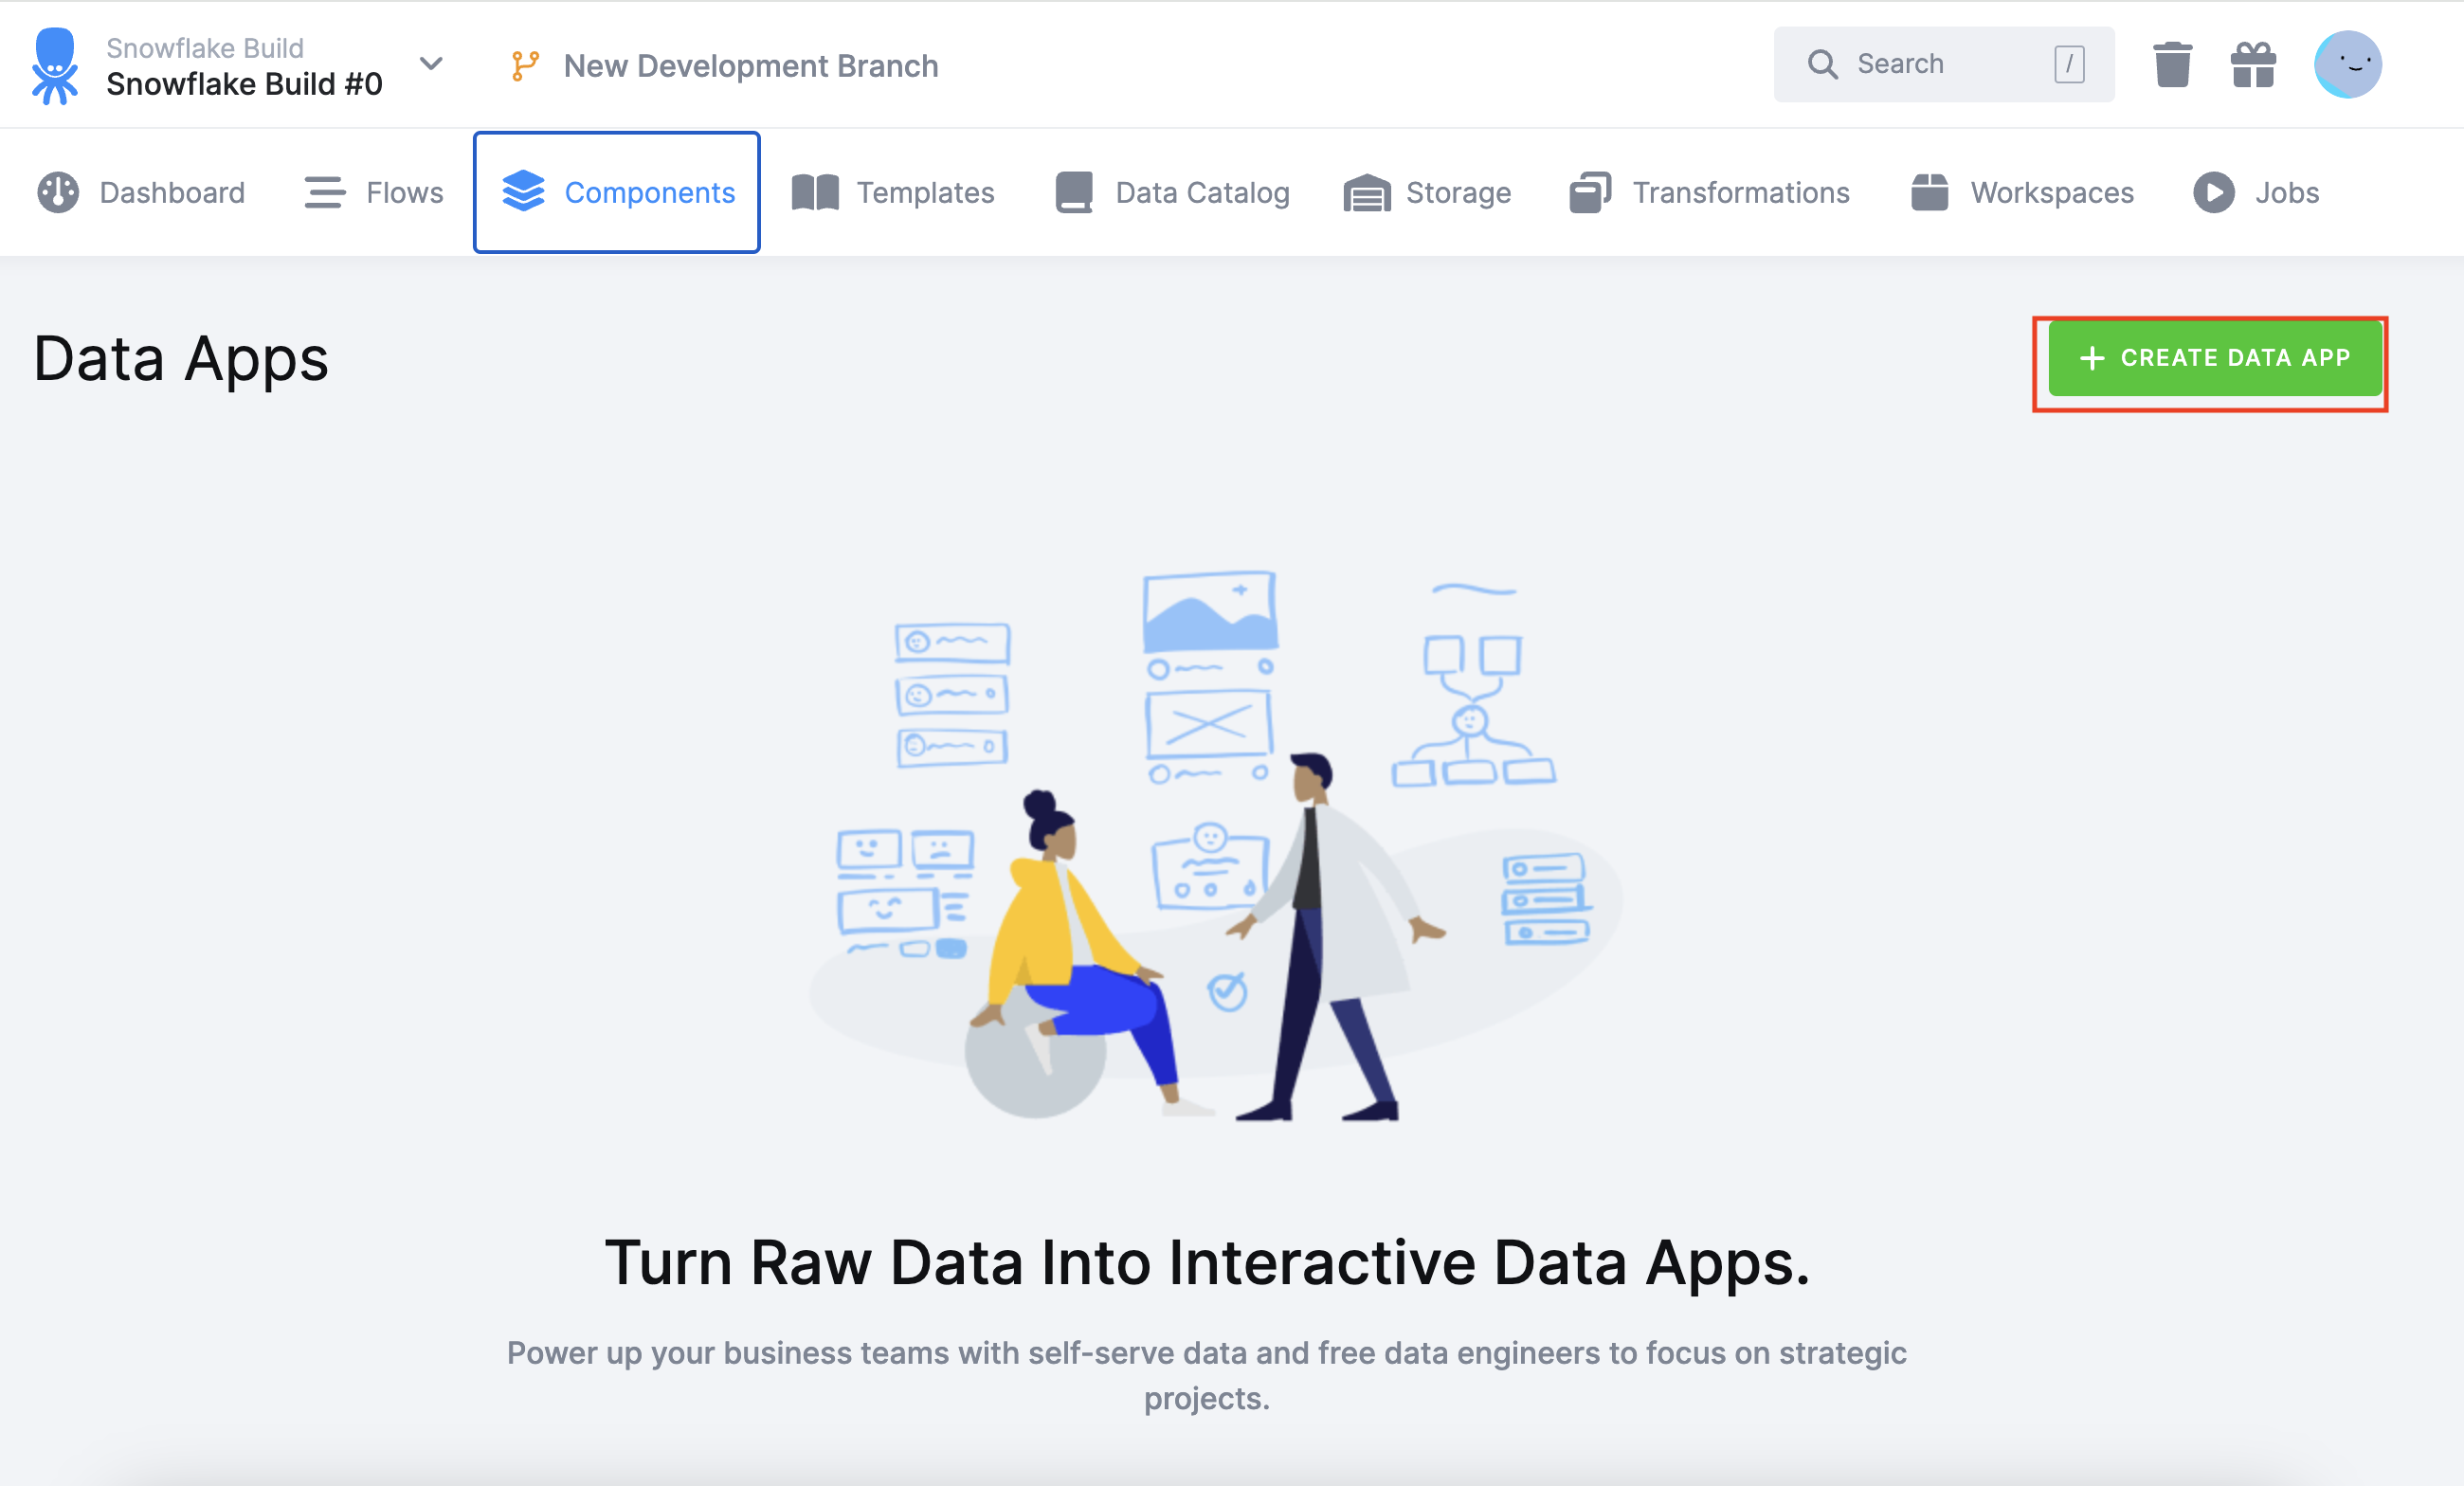 Snowflake Build
Snowflake Build #0
New Development Branch
Search
/
Dashboard
Flows
Components
Templates
Data Catalog
Storage
Transformations
Workspaces
Jobs
Data Apps
+ CREATE DATA APP
Turn Raw Data Into Interactive Data Apps.
Power up your business teams with self-serve data and free data engineers to focus on strategic
projects.